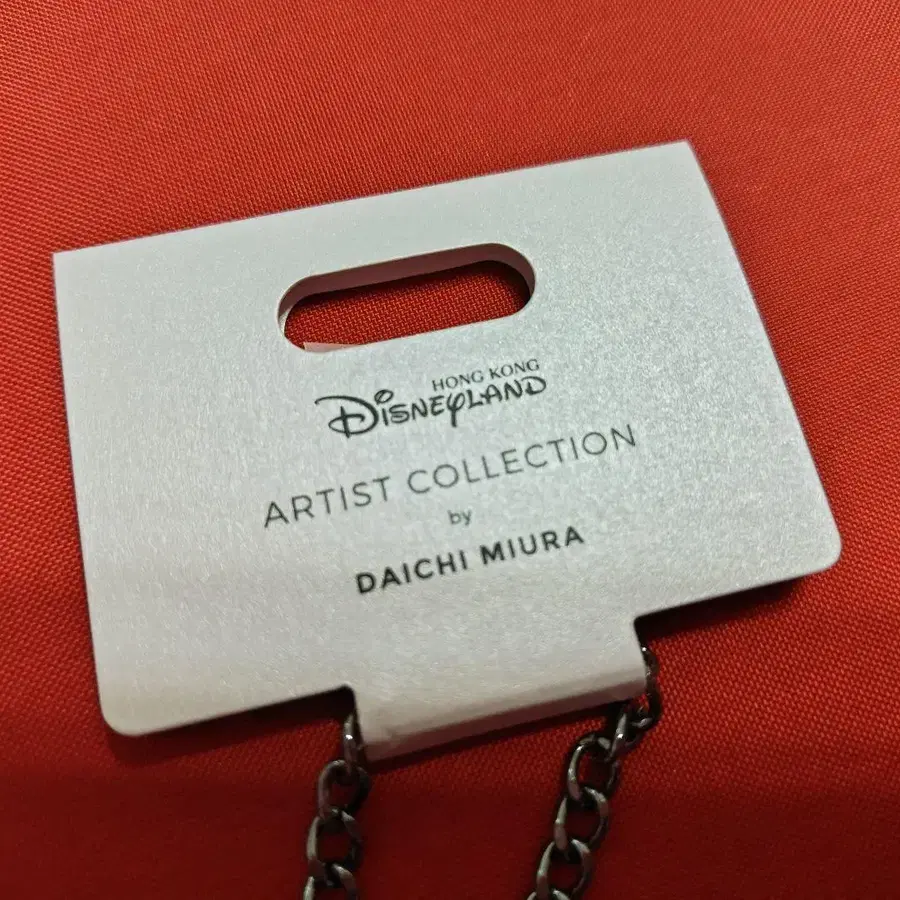 HONG KONG
Disneyland
ARTIST COLLECTION
by
DAICHI MIURA